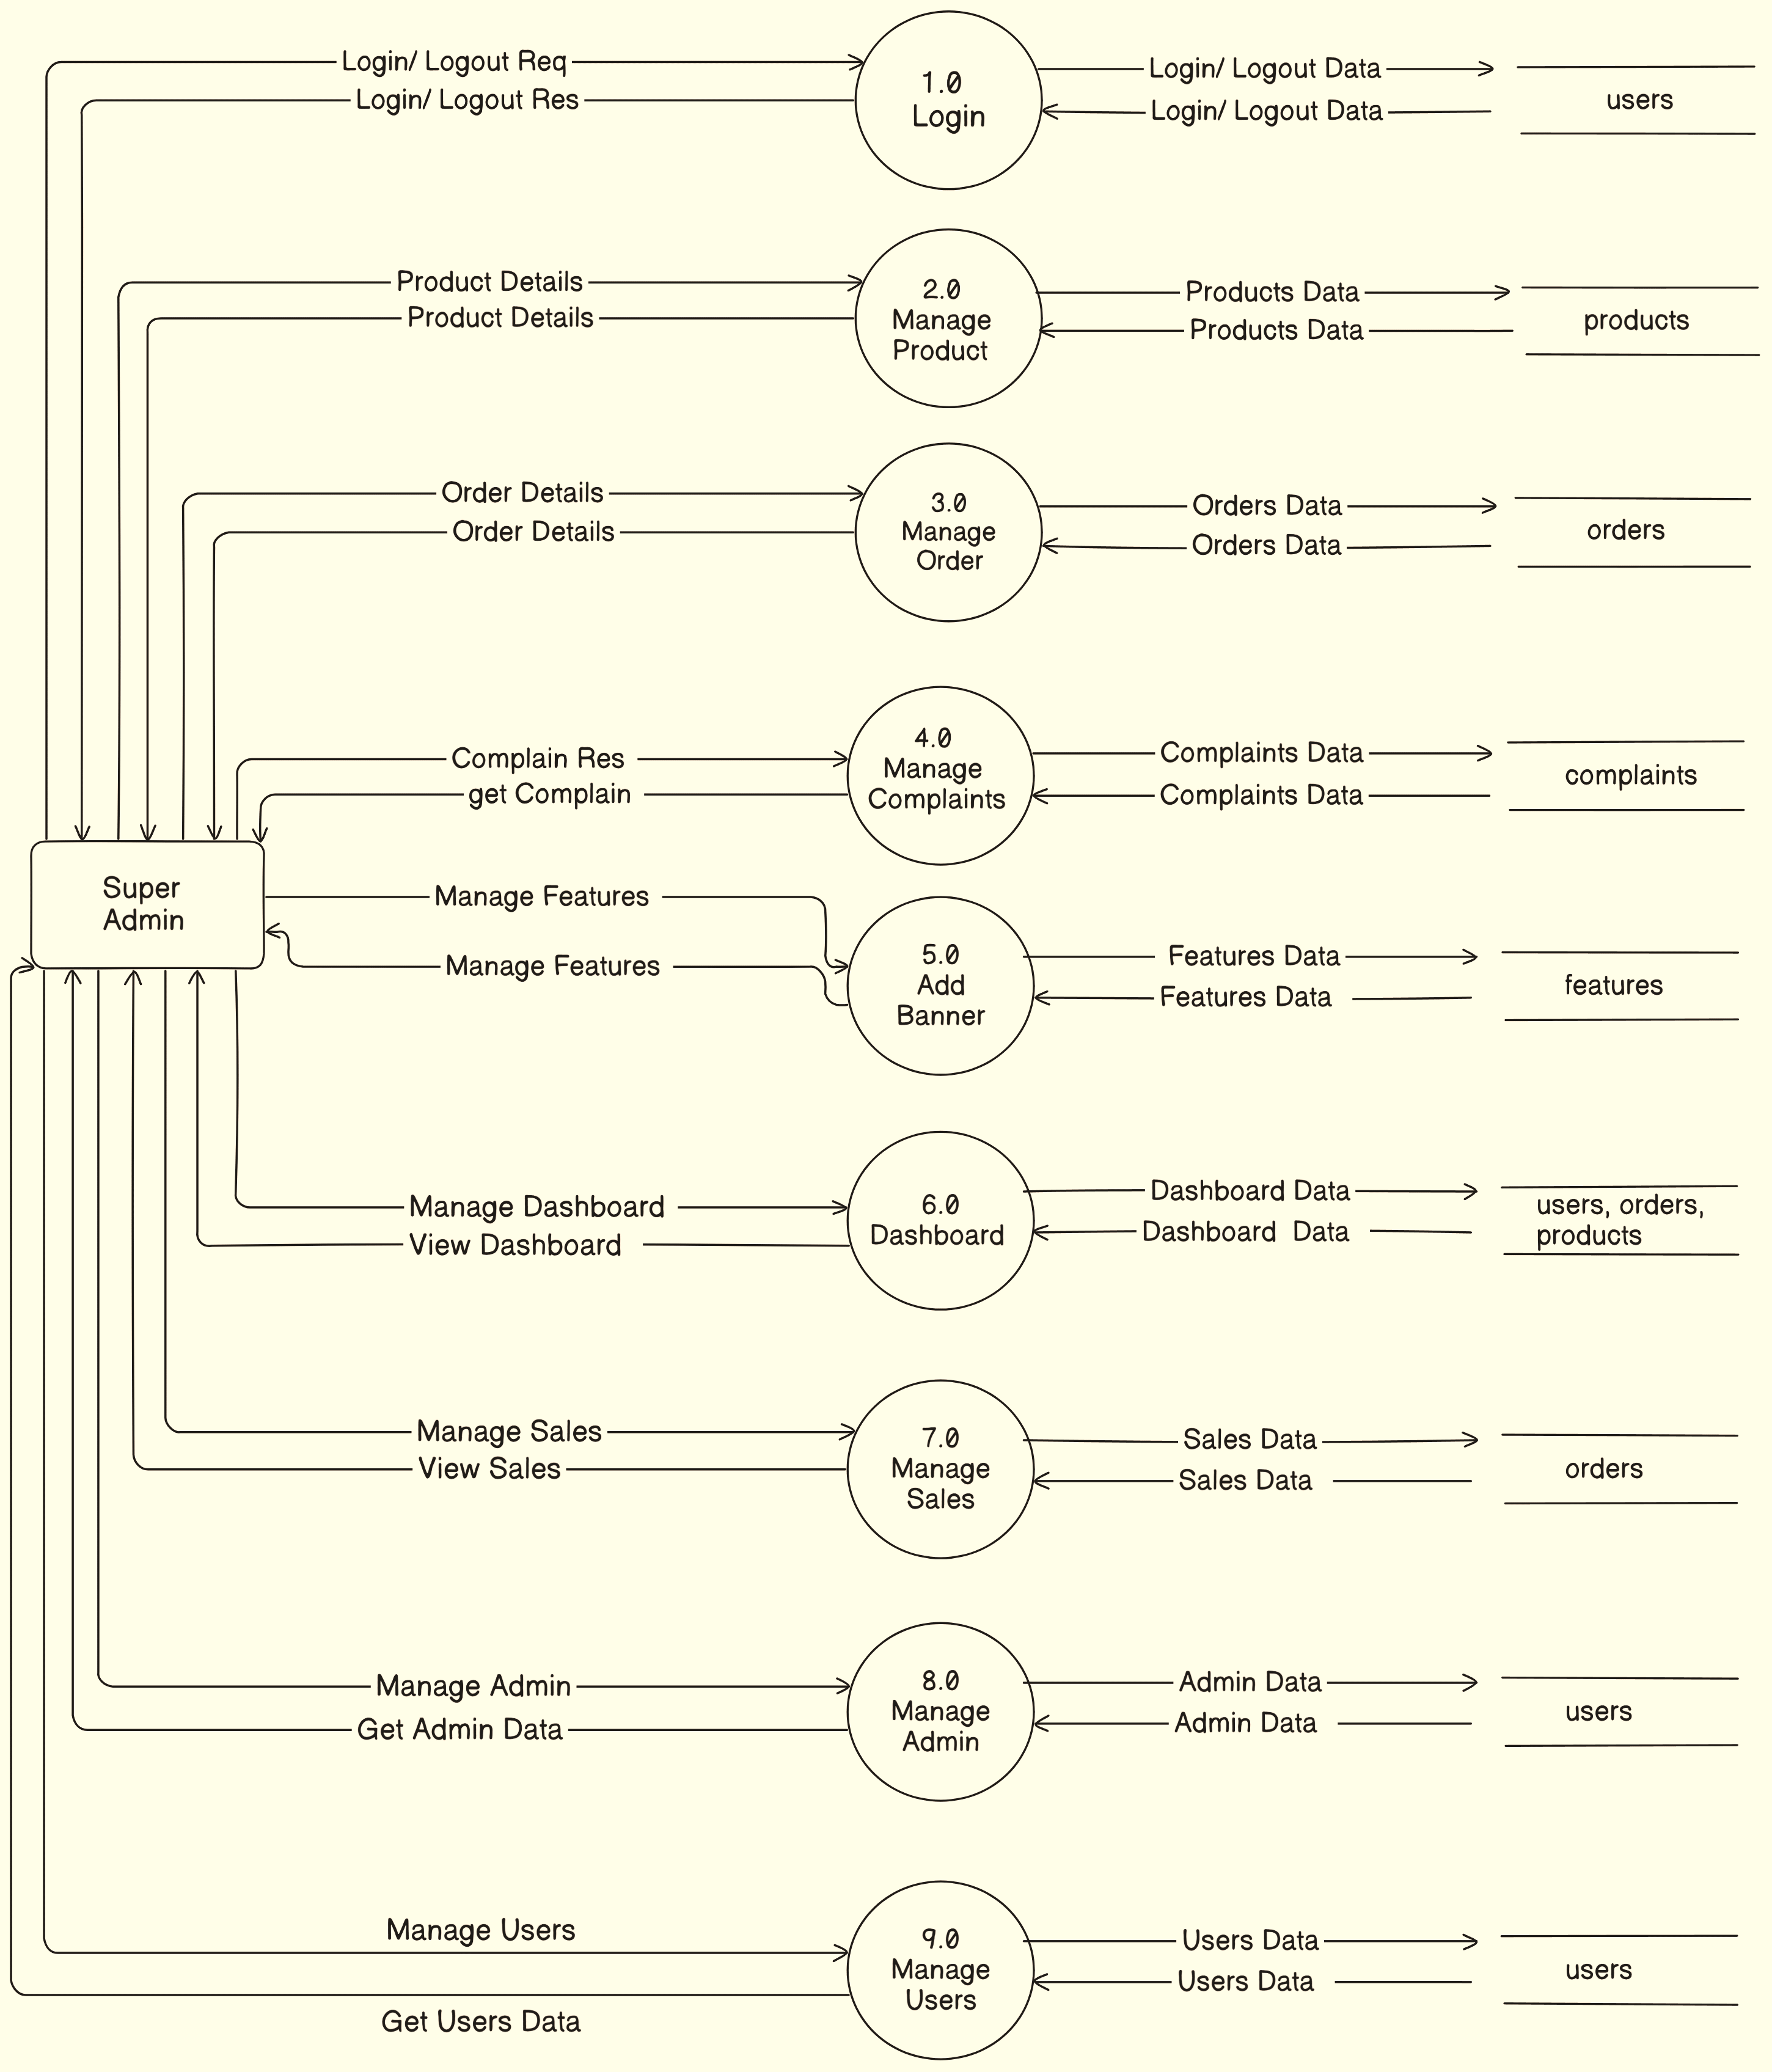 Login/ Logout Req
Login/ Logout Res
1.0
Login
Login/ Logout Data
Login/ Logout Data
users
Product Details
Product Details
2.0
Manage
Product
Products Data
Products Data
products
Order Details
Order Details
3.0
Manage
Order
Orders Data
Orders Data
orders
Complain Res
get Complain
4.0
Manage
Complaints
Complaints Data
Complaints Data
complaints
Super
Admin
Manage Features
Manage Features
5.0
Add
Banner
Features Data
Features Data
features
Manage Dashboard
View Dashboard
6.0
Dashboard
Dashboard Data
Dashboard Data
users, orders,
products
Manage Sales
View Sales
7.0
Manage
Sales
Sales Data
Sales Data
orders
Manage Admin
Get Admin Data
8.0
Manage
Admin
Admin Data
Admin Data
users
Manage Users
Get Users Data
9.0
Manage
Users
Users Data
Users Data
users